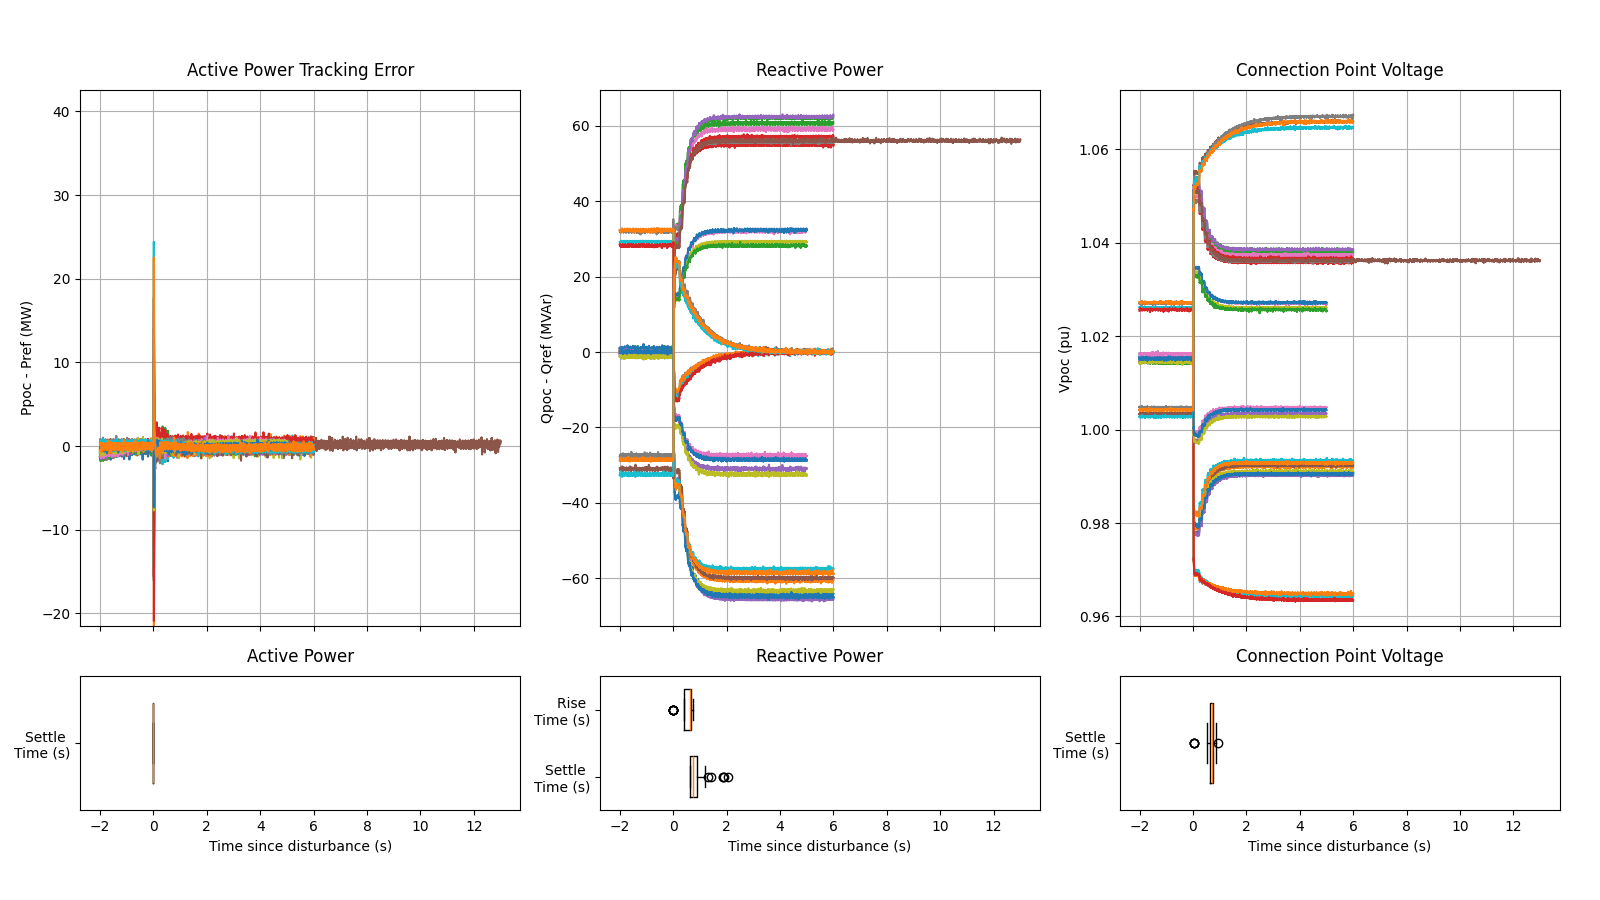 Active Power Tracking Error
Reactive Power
Connection Point Voltage
Ppoc - Pref (MW)
40
30
20
10
0
−10
−20
Qpoc - Qref (MVAr)
60
40
20
0
−20
−40
−60
Vpoc (pu)
1.06
1.04
1.02
1.00
0.98
0.96
Active Power
Reactive Power
Connection Point Voltage
Settle
Time (s)
Rise
Time (s)
Settle
Time (s)
Settle
Time (s)
−2 0 2 4 6 8 10 12
−2 0 2 4 6 8 10 12
−2 0 2 4 6 8 10 12
Time since disturbance (s)
Time since disturbance (s)
Time since disturbance (s)